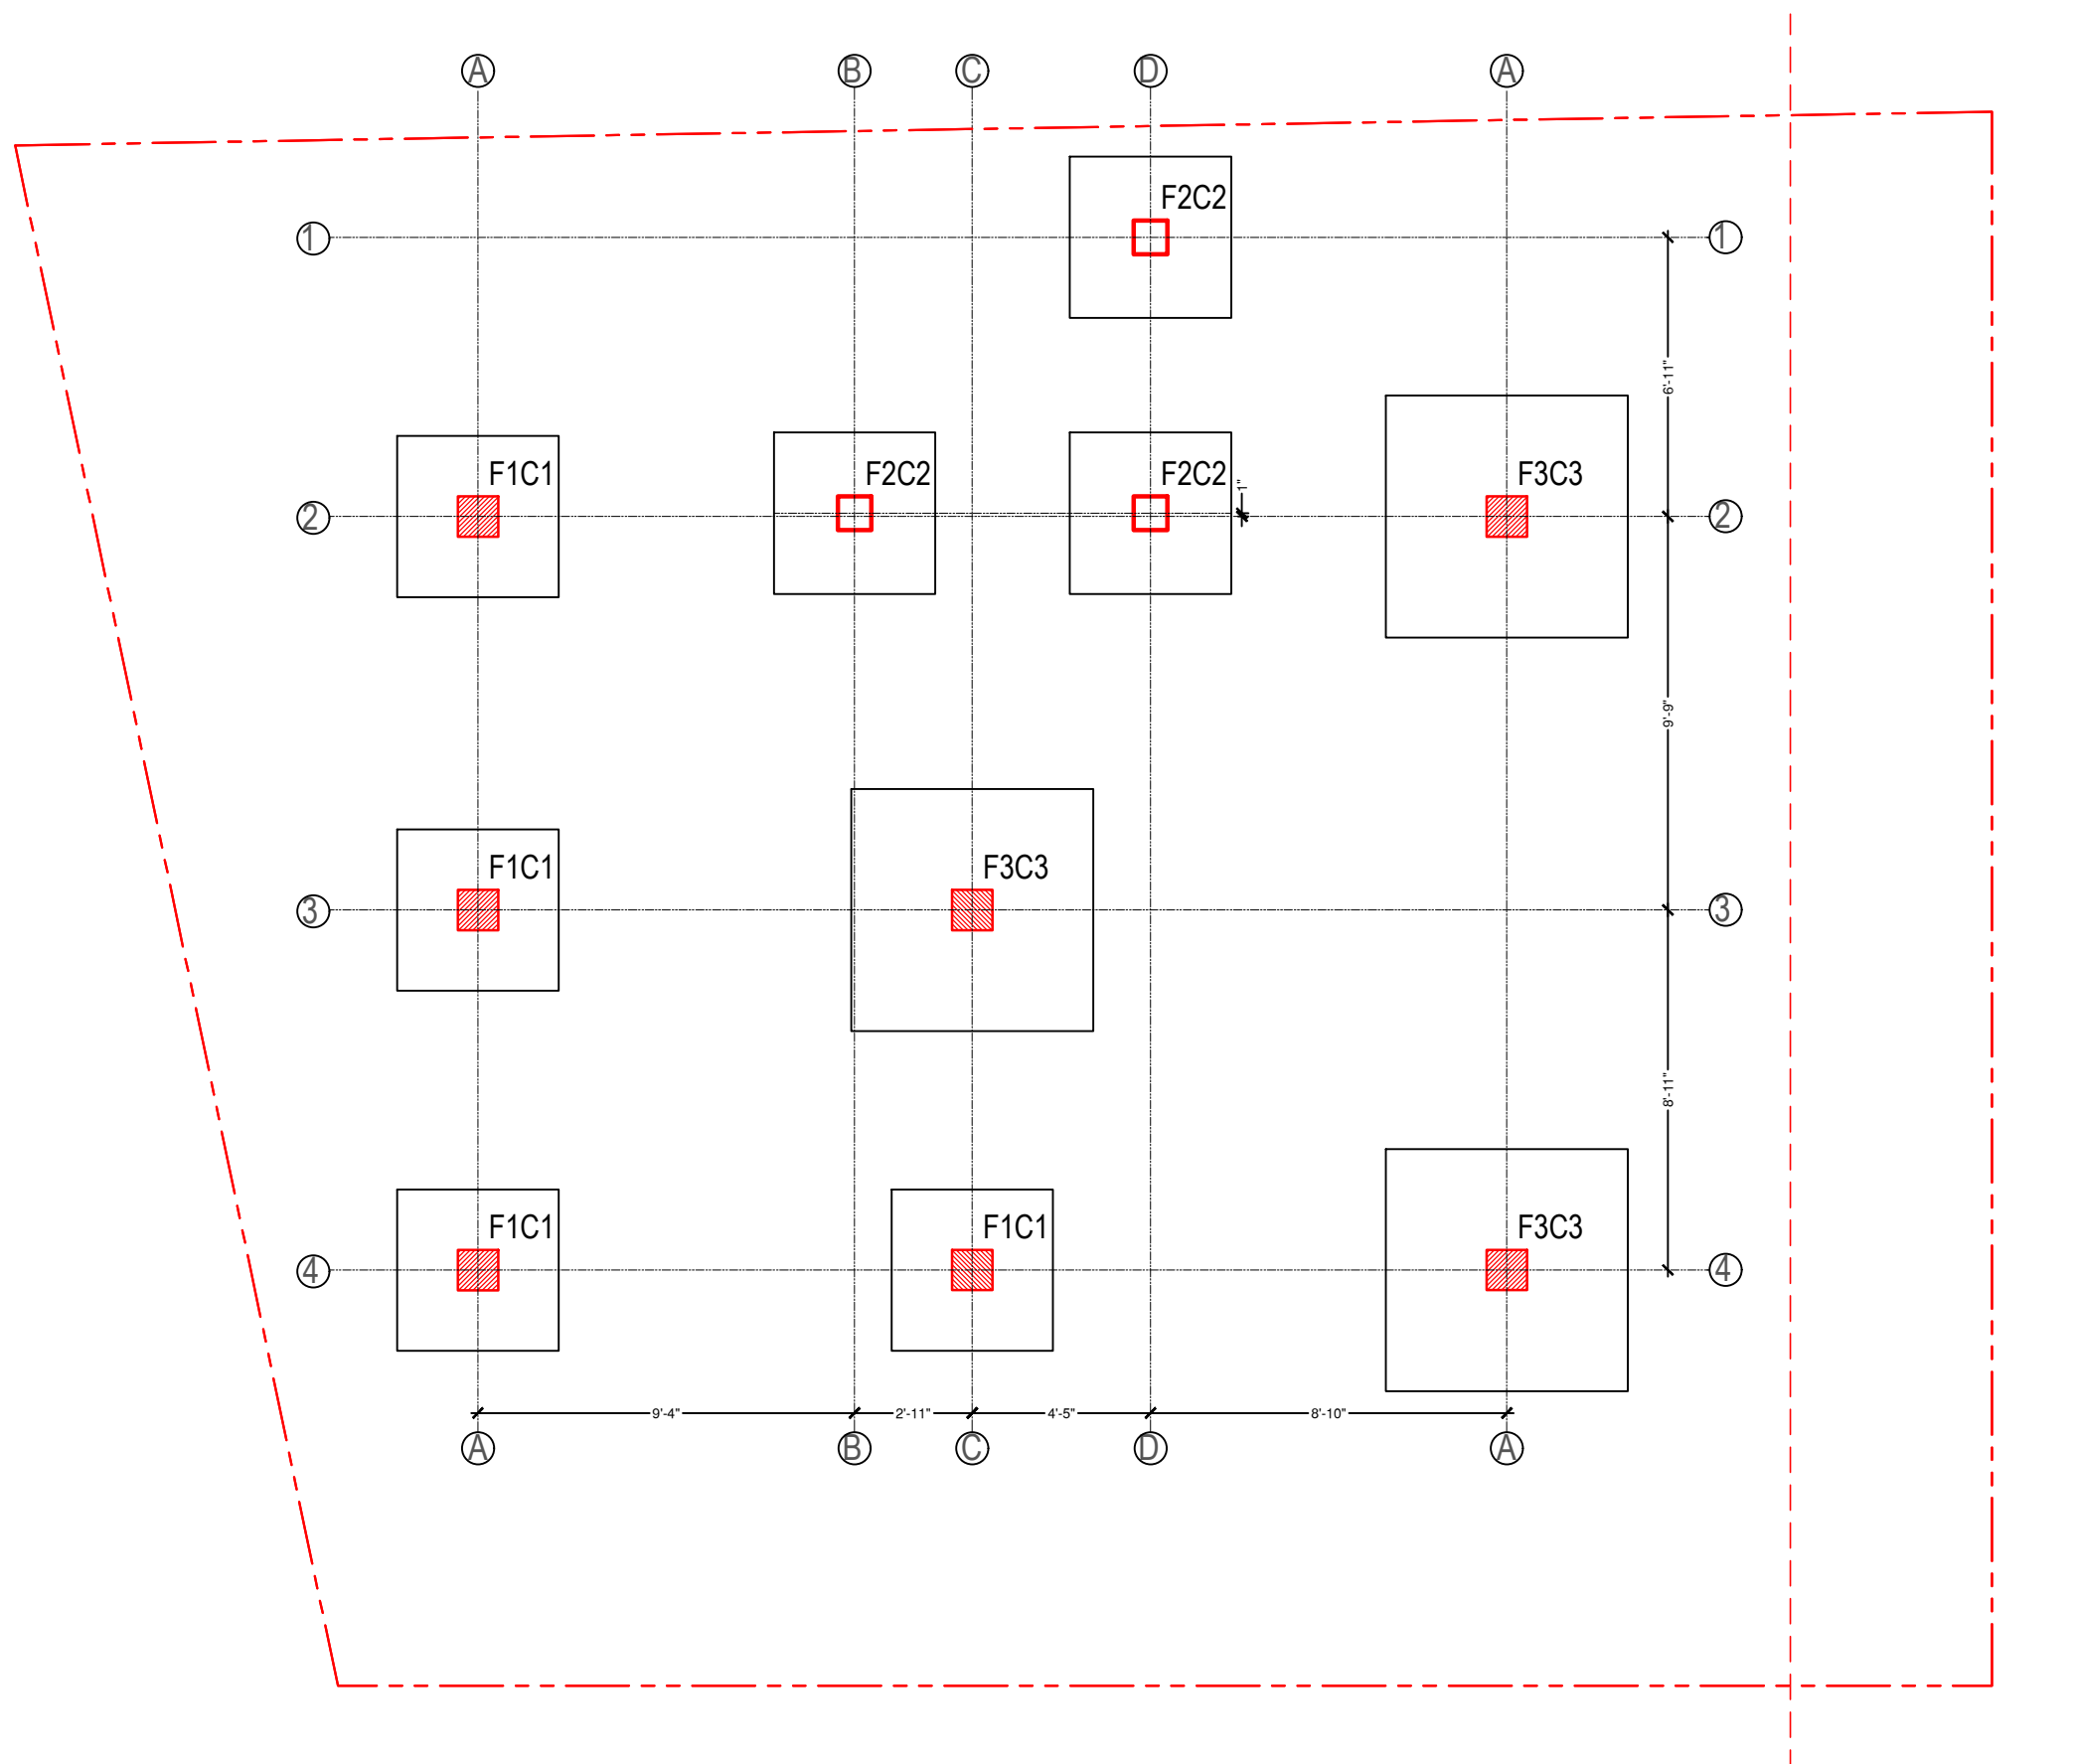 A B C D A
F2C2
1 1
6'-11"
F1C1 F2C2 F2C2 F3C3
1"
2 2
9'-9"
F1C1 F3C3
3 3
8'-11"
F1C1 F1C1 F3C3
4 4
9'-4" 2'-11" 4'-5" 8'-10"
A B C D A